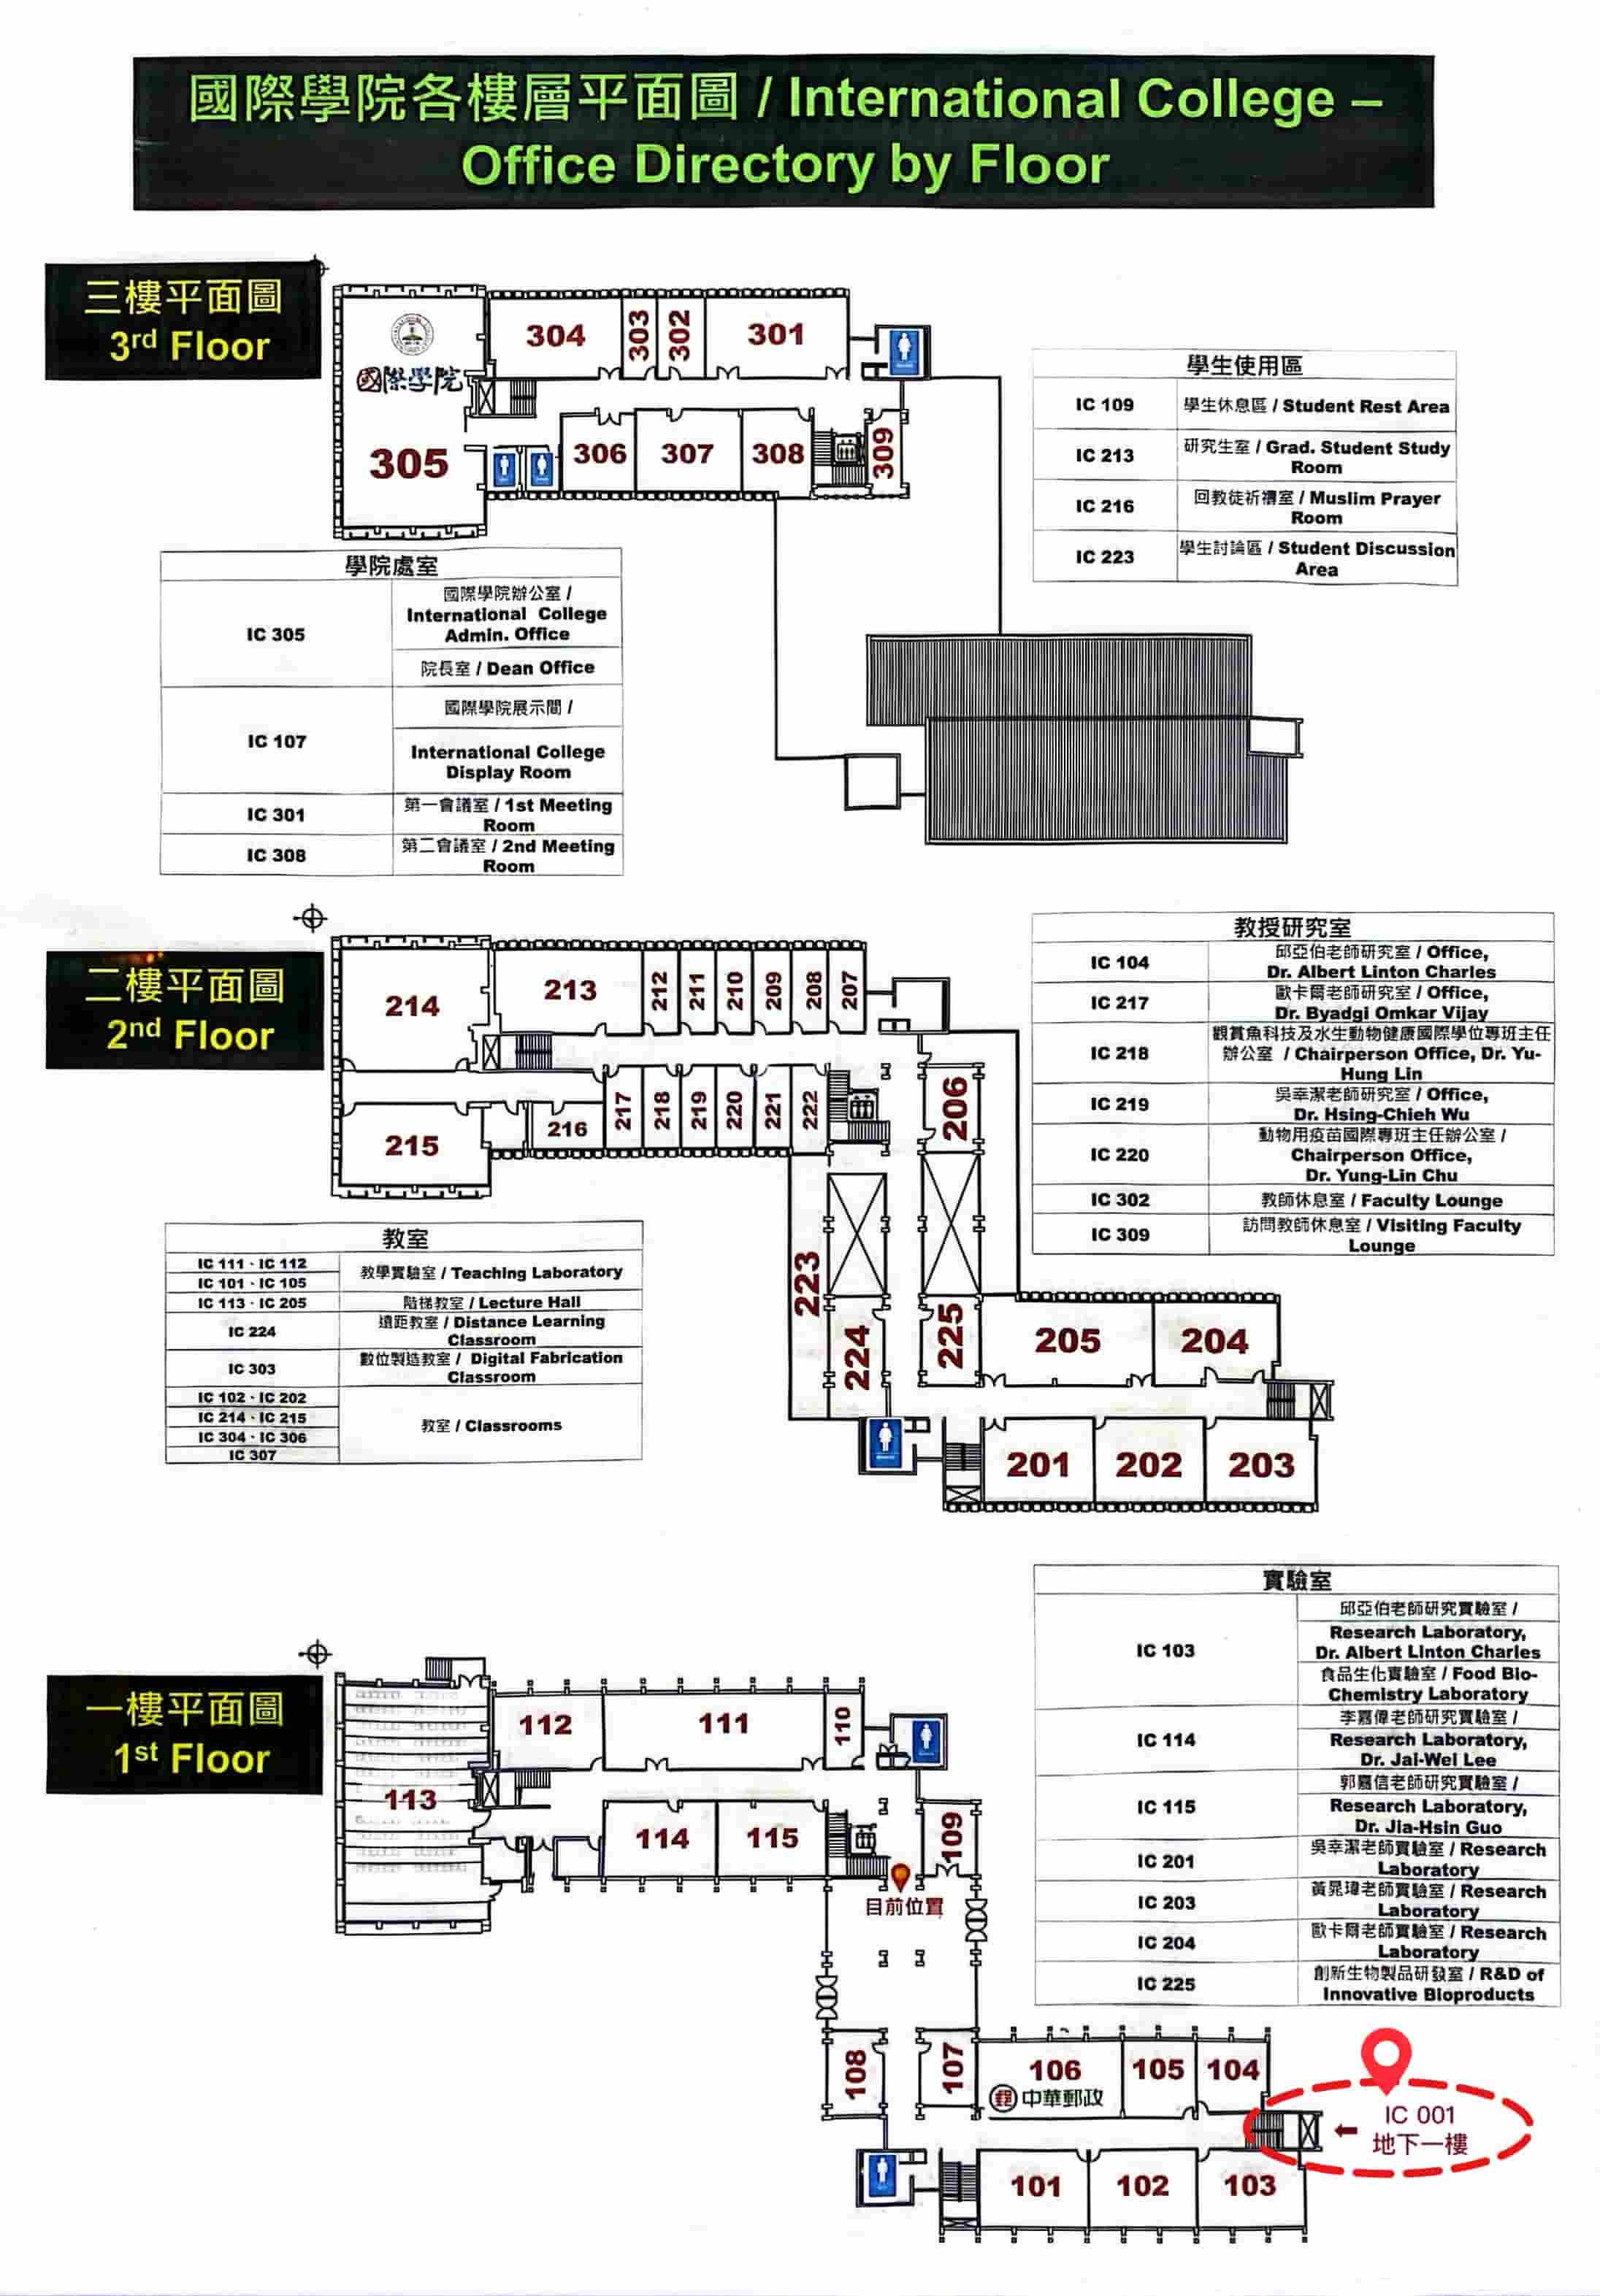 國際學院各樓層平面圖 / International College –
Office Directory by Floor
三樓平面圖
3rd Floor
304
303
302
301
國際學院
305
306
307
308
309
學生使用區
IC 109
學生休息區 / Student Rest Area
IC 213
研究生室 / Grad. Student Study
Room
IC 216
回教徒祈禱室 / Muslim Prayer
Room
IC 223
學生討論區 / Student Discussion
Area
學院處室
IC 305
國際學院辦公室 /
International College
Admin. Office
院長室 / Dean Office
IC 107
國際學院展示間 /
International College
Display Room
IC 301
第一會議室 / 1st Meeting
Room
IC 308
第二會議室 / 2nd Meeting
Room
二樓平面圖
2nd Floor
214
213
212
211
210
209
208
207
215
216
217
218
219
220
221
222
206
223
224
225
205
204
201
202
203
教授研究室
IC 104
邱亞伯老師研究室 / Office,
Dr. Albert Linton Charles
IC 217
歐卡爾老師研究室 / Office,
Dr. Byadgi Omkar Vijay
IC 218
觀賞魚科技及水生動物健康國際學位專班主任
辦公室 / Chairperson Office, Dr. Yu-
Hung Lin
IC 219
吳幸潔老師研究室 / Office,
Dr. Hsing-Chieh Wu
IC 220
動物用疫苗國際專班主任辦公室 /
Chairperson Office,
Dr. Yung-Lin Chu
IC 302
教師休息室 / Faculty Lounge
IC 309
訪問教師休息室 / Visiting Faculty
Lounge
教室
IC 111、IC 112
IC 101、IC 105
教學實驗室 / Teaching Laboratory
IC 113、IC 205
階梯教室 / Lecture Hall
IC 224
遠距教室 / Distance Learning
Classroom
IC 303
數位製造教室 / Digital Fabrication
Classroom
IC 102、IC 202
IC 214、IC 215
IC 304、IC 306
IC 307
教室 / Classrooms
一樓平面圖
1st Floor
113
112
111
110
114
115
109
目前位置
108
107
106
中華郵政
105
104
101
102
103
IC 001
地下一樓
實驗室
IC 103
邱亞伯老師研究實驗室 /
Research Laboratory,
Dr. Albert Linton Charles
食品生化實驗室 / Food Bio-
Chemistry Laboratory
IC 114
李嘉偉老師研究實驗室 /
Research Laboratory,
Dr. Jai-Wei Lee
IC 115
郭嘉信老師研究實驗室 /
Research Laboratory,
Dr. Jia-Hsin Guo
IC 201
吳幸潔老師實驗室 / Research
Laboratory
IC 203
黃晁瑋老師實驗室 / Research
Laboratory
IC 204
歐卡爾老師實驗室 / Research
Laboratory
IC 225
創新生物製品研發室 / R&D of
Innovative Bioproducts